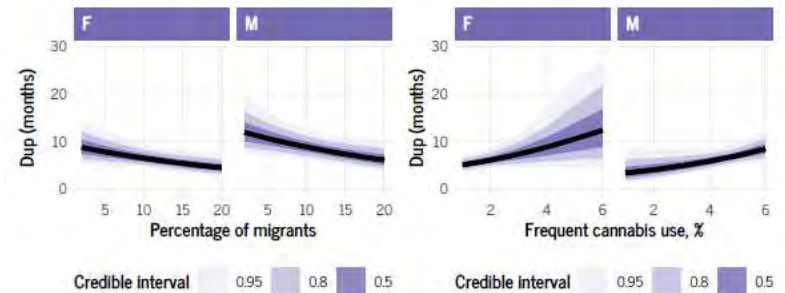 F M
30
20
10
0
Dup (months)
5 10 15 20 5 10 15 20
Percentage of migrants
Credible interval 0.95 0.8 0.5
F M
30
20
10
0
Dup (months)
2 4 6 2 4 6
Frequent cannabis use, %
Credible interval 0.95 0.8 0.5